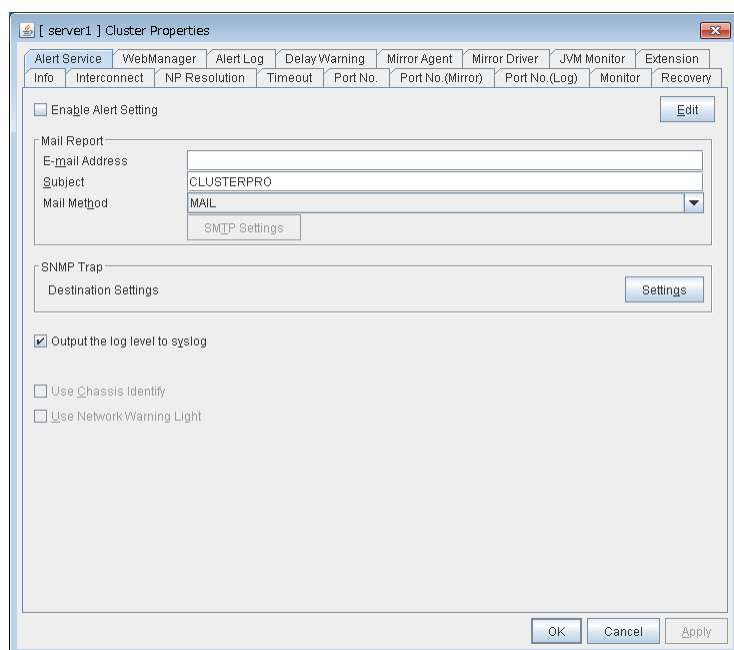 [ server1 ] Cluster Properties
Alert Service WebManager Alert Log Delay Warning Mirror Agent Mirror Driver JVM Monitor Extension
Info Interconnect NP Resolution Timeout Port No. Port No.(Mirror) Port No.(Log) Monitor Recovery
Enable Alert Setting Edit
Mail Report
E-mail Address
Subject CLUSTERPRO
Mail Method MAIL
SMTP Settings
SNMP Trap
Destination Settings Settings
Output the log level to syslog
Use Chassis Identify
Use Network Warning Light
OK Cancel Apply